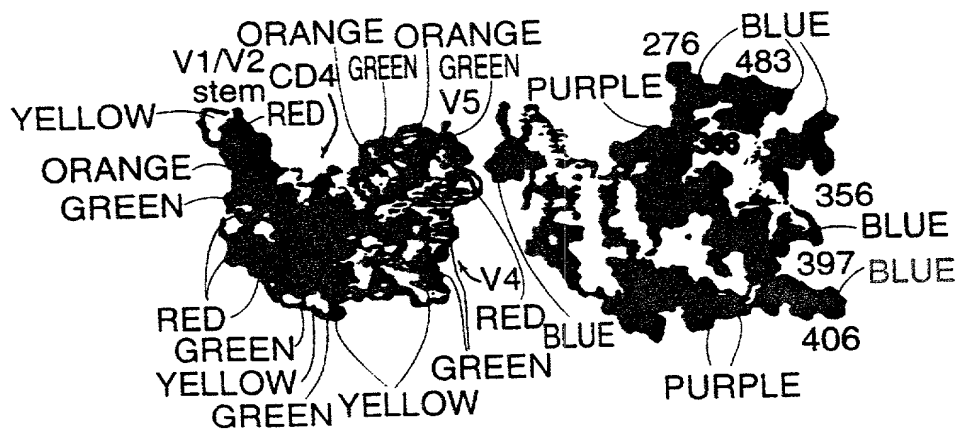 ORANGE ORANGE
V1/V2 CD4 GREEN GREEN
stem
YELLOW RED V5
ORANGE
GREEN
RED
GREEN
YELLOW
GREEN YELLOW
GREEN
V4
RED BLUE
PURPLE
276 BLUE
483
366
356
BLUE
397 BLUE
406
PURPLE